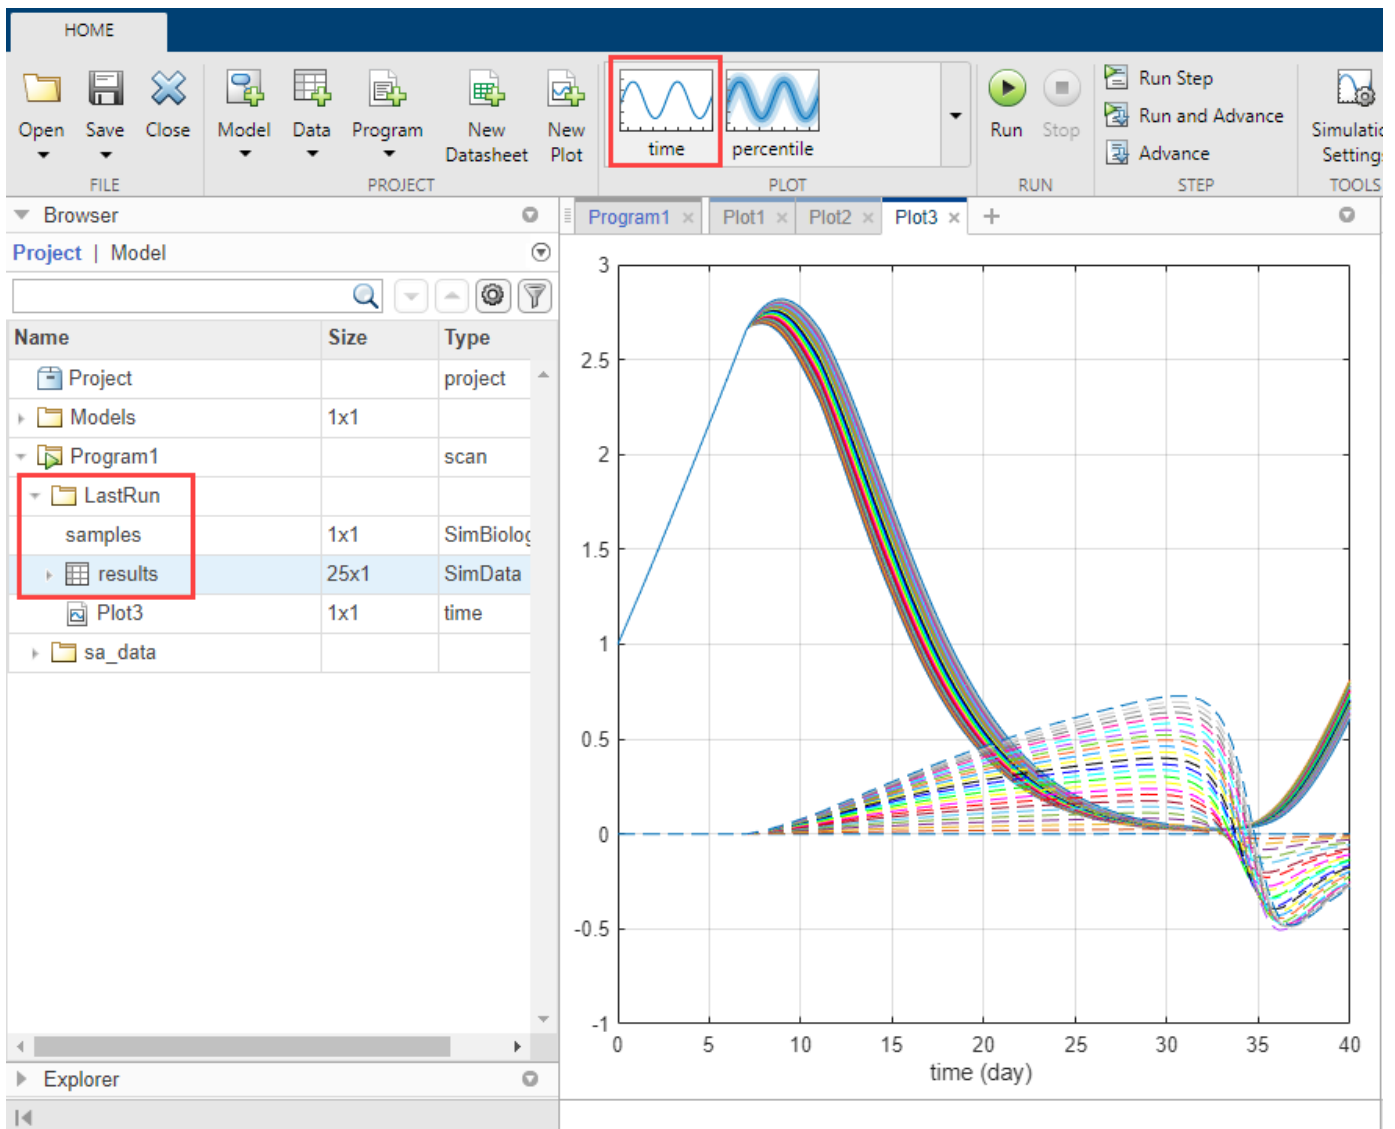 HOME
Open Save Close Model Data Program New Datasheet New Plot time percentile Run Stop Run Step
Run and Advance
Advance
Simulatic
Setting:
FILE PROJECT PLOT RUN STEP TOOLS
Browser
Program1 × Plot1 × Plot2 × Plot3 × +
Project | Model
Name Size Type
Project project
Models 1x1
Program1 scan
LastRun
samples 1x1 SimBiolog
results 25x1 SimData
Plot3 1x1 time
sa_data
Explorer
3
2.5
2
1.5
1
0.5
0
-0.5
-1
0 5 10 15 20 25 30 35 40
time (day)